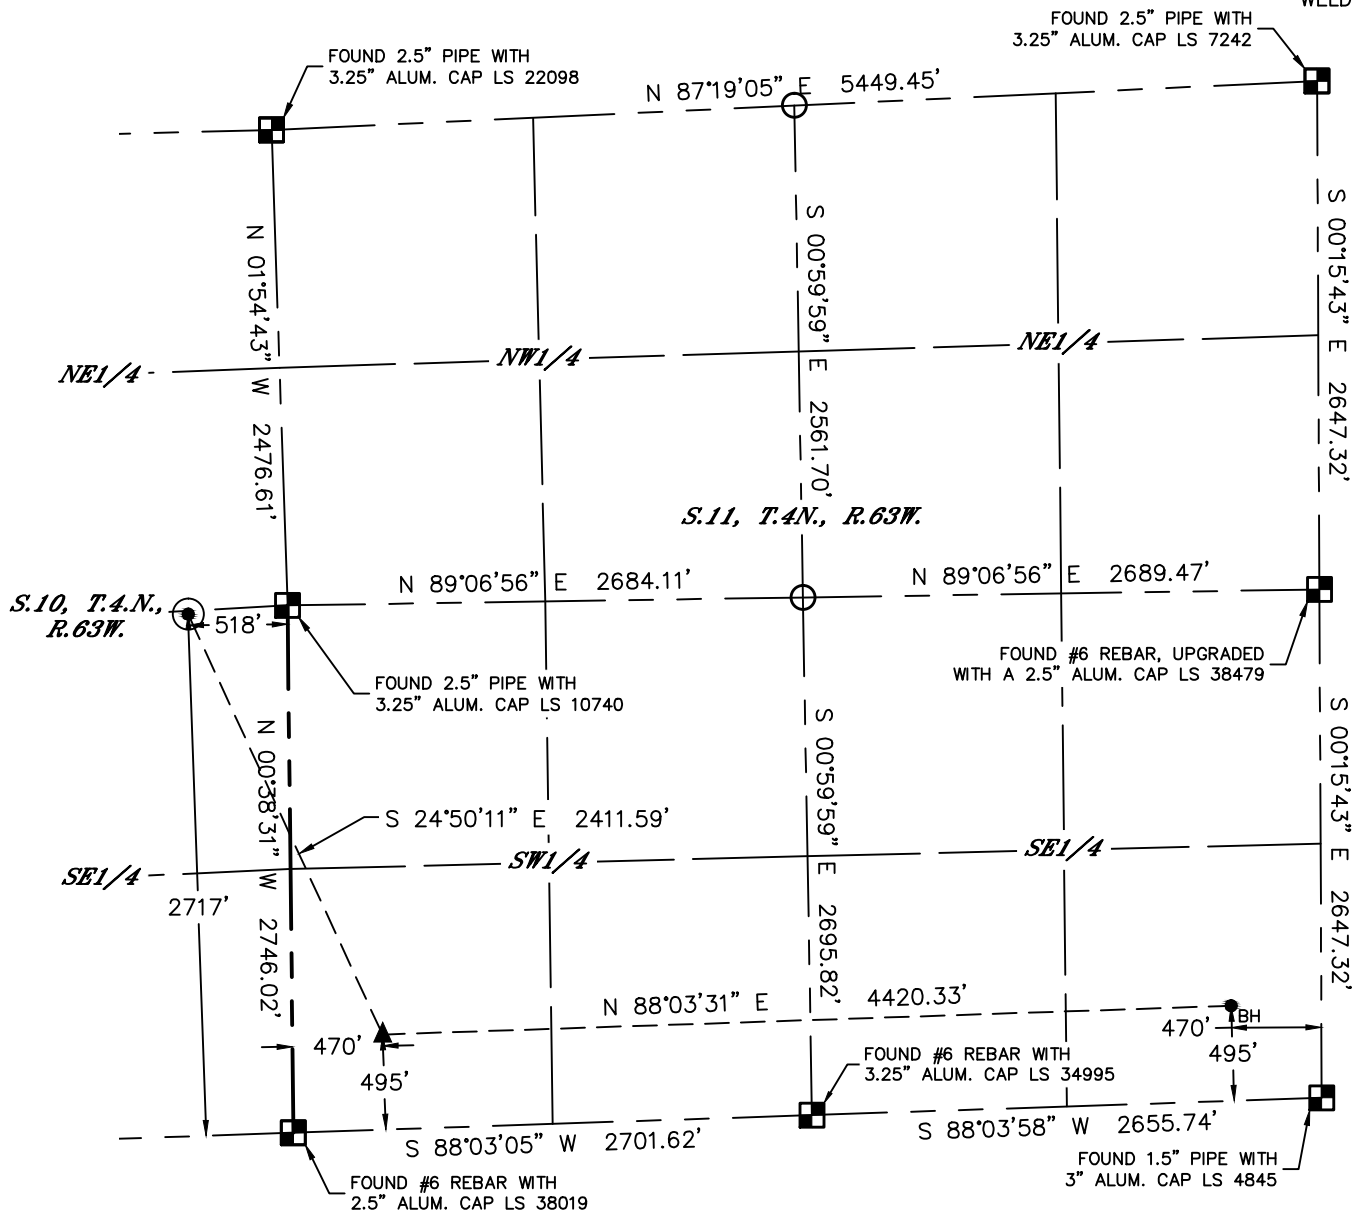 WELD
FOUND 2.5" PIPE WITH
3.25" ALUM. CAP LS 7242
FOUND 2.5" PIPE WITH
3.25" ALUM. CAP LS 22098
N 87°19'05" E 5449.45'
N 01°54'43" W 2476.61'
S 00°59'59" E 2561.70'
S 00°15'43" E 2647.32'
NE1/4
NW1/4
NE1/4
S.11, T.4N., R.63W.
N 89°06'56" E 2684.11'
N 89°06'56" E 2689.47'
S.10, T.4.N.,
R.63W.
518'
FOUND #6 REBAR, UPGRADED
WITH A 2.5" ALUM. CAP LS 38479
FOUND 2.5" PIPE WITH
3.25" ALUM. CAP LS 10740
N 00°38'31" W 2746.02'
S 00°59'59" E 2695.82'
S 00°15'43" E 2647.32'
S 24°50'11" E 2411.59'
SE1/4
SW1/4
SE1/4
2717'
N 88°03'31" E 4420.33'
BH
470'
470'
495'
495'
FOUND #6 REBAR WITH
3.25" ALUM. CAP LS 34995
S 88°03'05" W 2701.62'
S 88°03'58" W 2655.74'
FOUND 1.5" PIPE WITH
3" ALUM. CAP LS 4845
FOUND #6 REBAR WITH
2.5" ALUM. CAP LS 38019